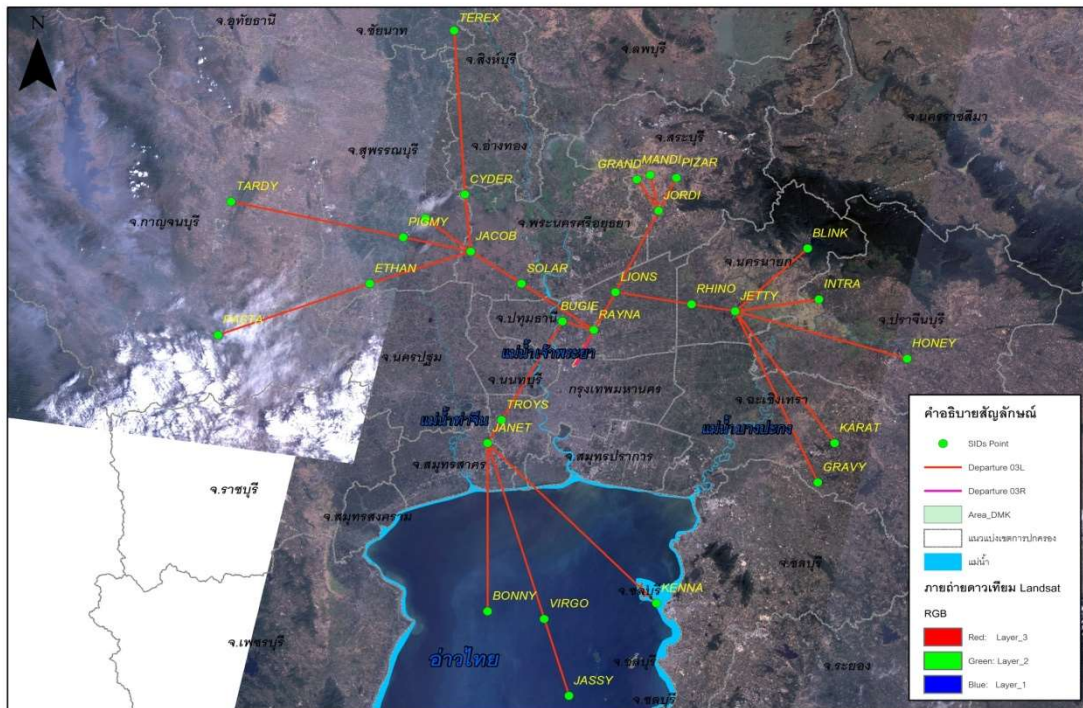 TEREX
จ.อุทัยธานี
จ.ชัยนาท
N
จ.สิงห์บุรี
จ.ลพบุรี
จ.นครราชสีมา
จ.สระบุรี
จ.อ่างทอง
จ.สุพรรณบุรี
GRAND
MANDI
PIZAR
TARDY
CYDER
JORDI
จ.กาญจนบุรี
PIGMY
จ.พระนครศรีอยุธยา
BLINK
JACOB
จ.นครนายก
ETHAN
SOLAR
LIONS
INTRA
RHINO
JETTY
BUGIE
RAYNA
จ.ปทุมธานี
จ.ปราจีนบุรี
PASTA
HONEY
แม่น้ำเจ้าพระยา
จ.นครปฐม
จ.นนทบุรี
กรุงเทพมหานคร
จ.ฉะเชิงเทรา
TROYS
แม่น้ำท่าจีน
JANET
แม่น้ำบางปะกง
KARAT
จ.สมุทรสาคร
จ.สมุทรปราการ
GRAVY
จ.ราชบุรี
จ.สมุทรสงคราม
จ.ชลบุรี
KENNA
จ.ชลบุรี
BONNY
VIRGO
จ.เพชรบุรี
อ่าวไทย
จ.ชลบุรี
จ.ระยอง
JASSY
จ.ชลบุรี
คำอธิบายสัญลักษณ์
SIDs Point
Departure 03L
Departure 03R
Area_DMK
แนวแบ่งเขตการปกครอง
แม่น้ำ
ภาพถ่ายดาวเทียม Landsat
RGB
Red: Layer_3
Green: Layer_2
Blue: Layer_1